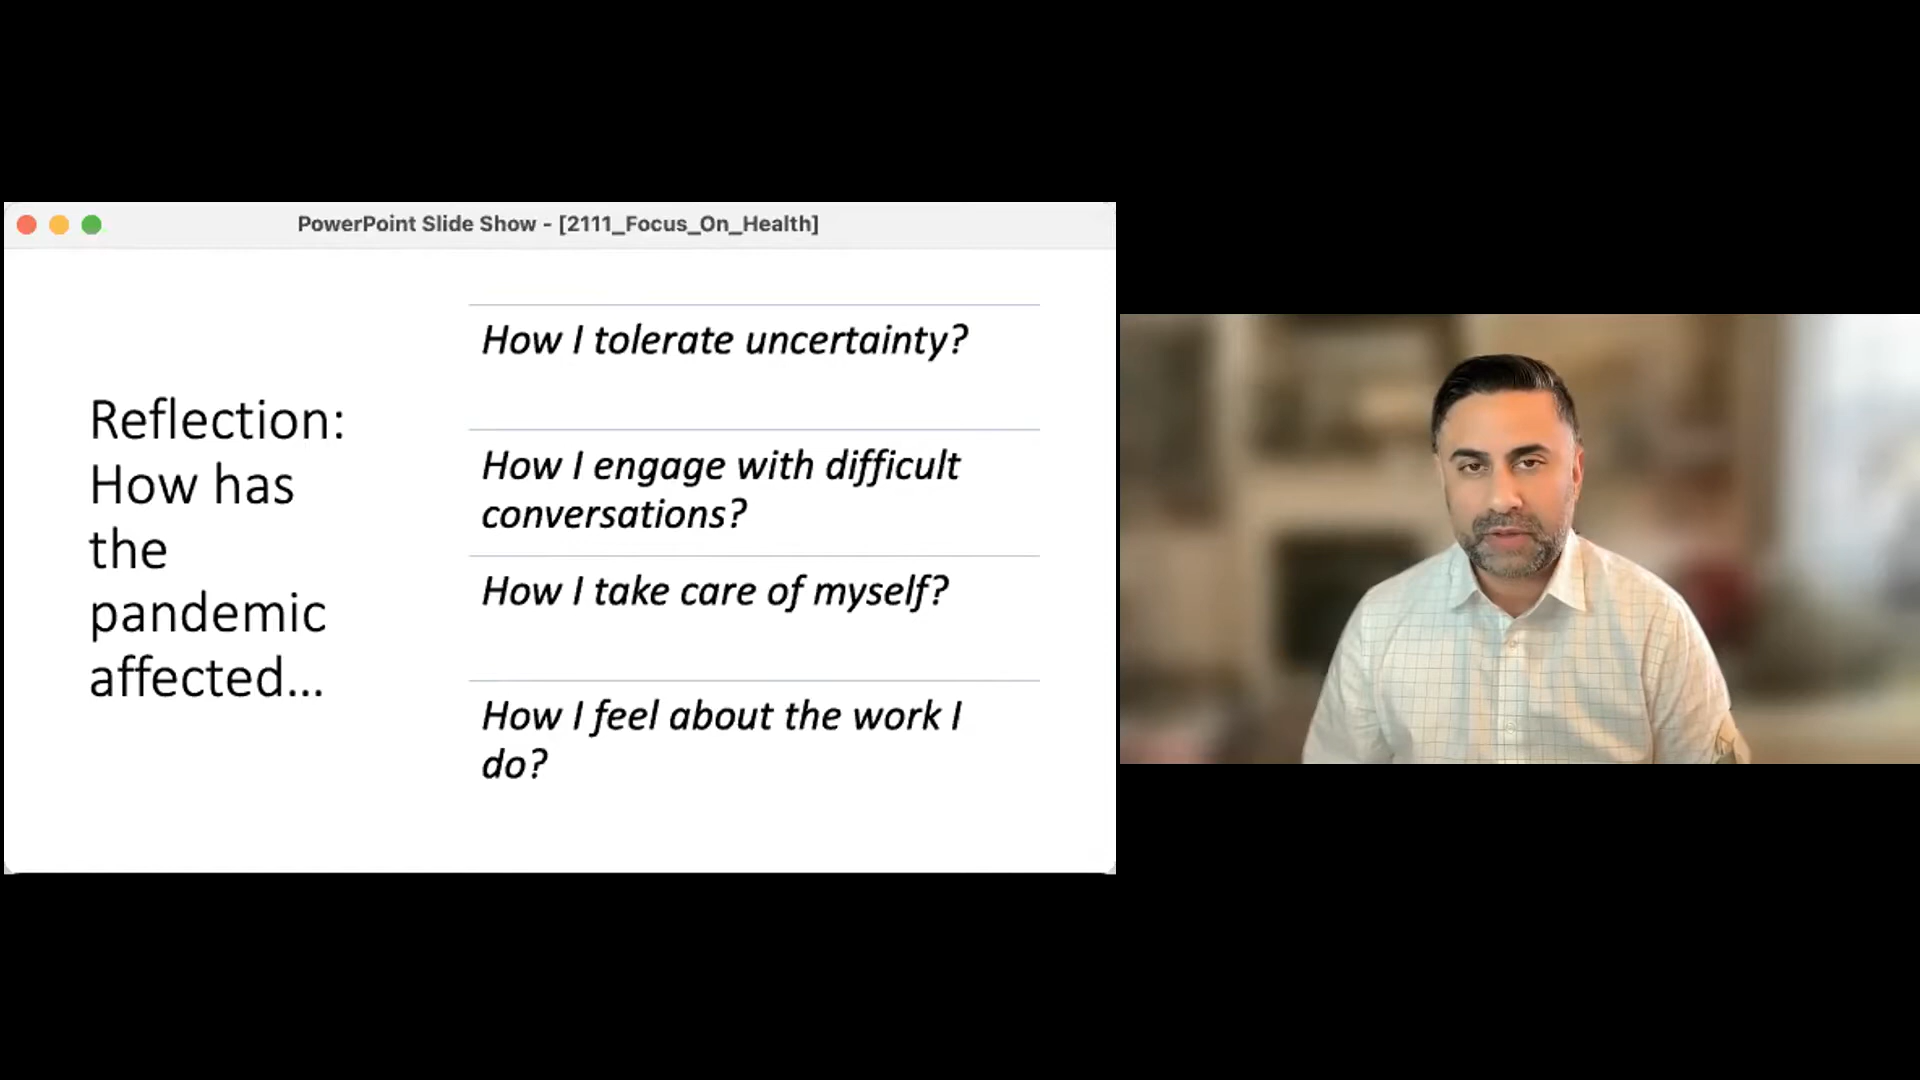 PowerPoint Slide Show - [2111_Focus_On_Health]
Reflection:
How has
the
pandemic
affected...
How I tolerate uncertainty?
How I engage with difficult
conversations?
How I take care of myself?
How I feel about the work I
do?